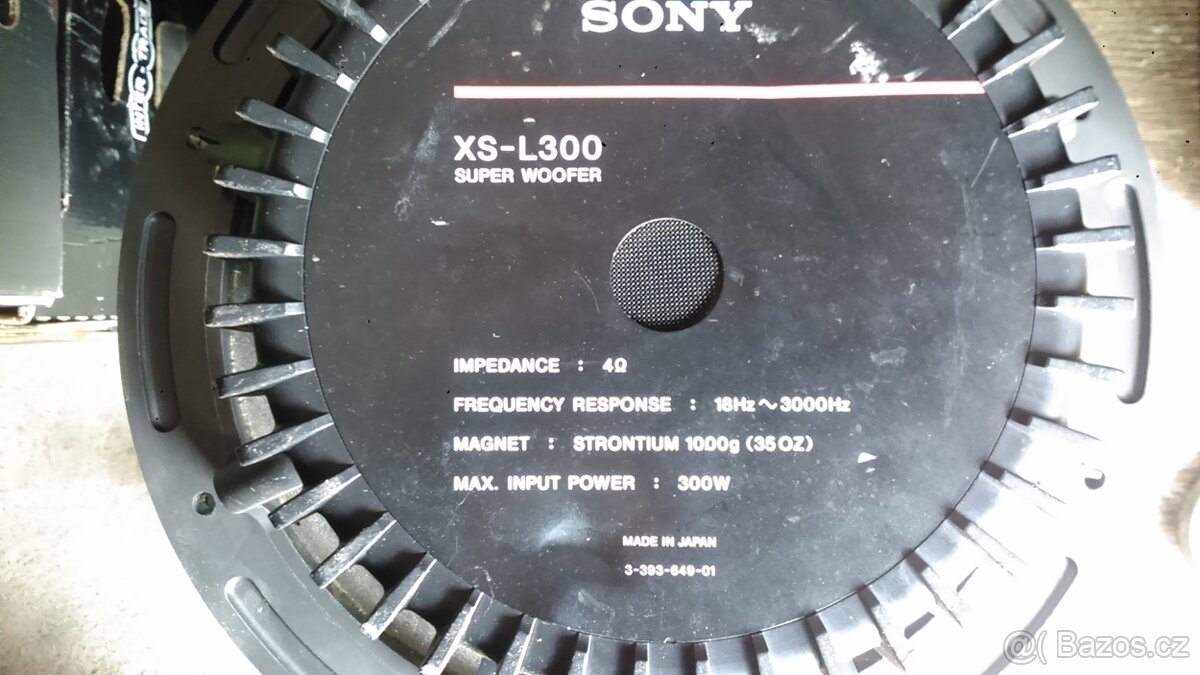 SONY
XS-L300
SUPER WOOFER
IMPEDANCE : 4Ω
FREQUENCY RESPONSE : 18Hz～3000Hz
MAGNET : STRONTIUM 1000g (35OZ)
MAX. INPUT POWER : 300W
MADE IN JAPAN
3-393-649-01
@( Bazos.cz